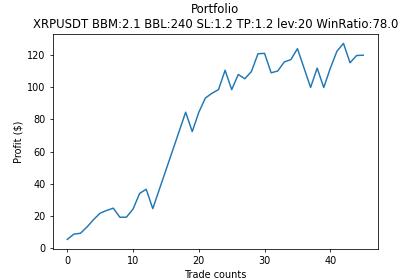 Portfolio
XRPUSDT BBM:2.1 BBL:240 SL:1.2 TP:1.2 lev:20 WinRatio:78.0
120
100
80
60
40
20
0
Profit ($)
0 10 20 30 40
Trade counts